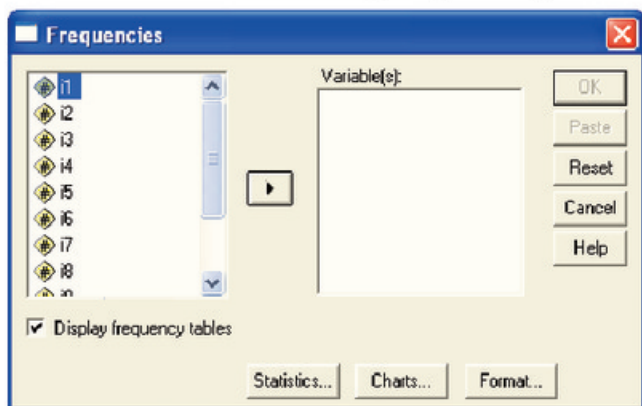 Frequencies
i1
i2
i3
i4
i5
i6
i7
i8
i9
Variable(s):
OK
Paste
Reset
Cancel
Help
Display frequency tables
Statistics...
Charts...
Format...